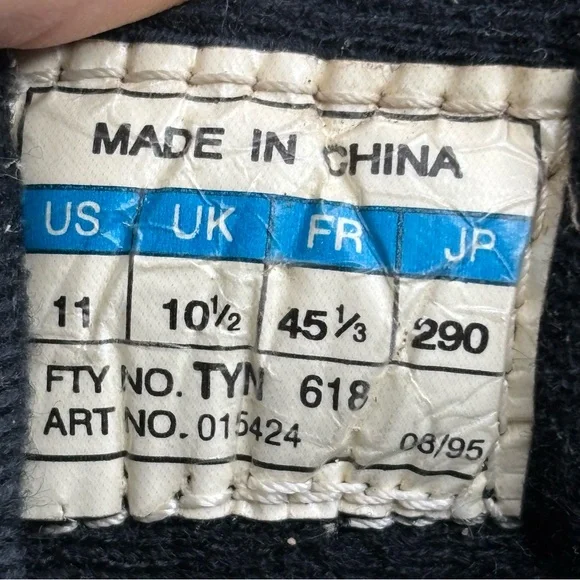 MADE IN CHINA
US UK FR JP
11 10½ 45⅓ 290
FTY NO. TYN 618
ART NO. 015424 08/95